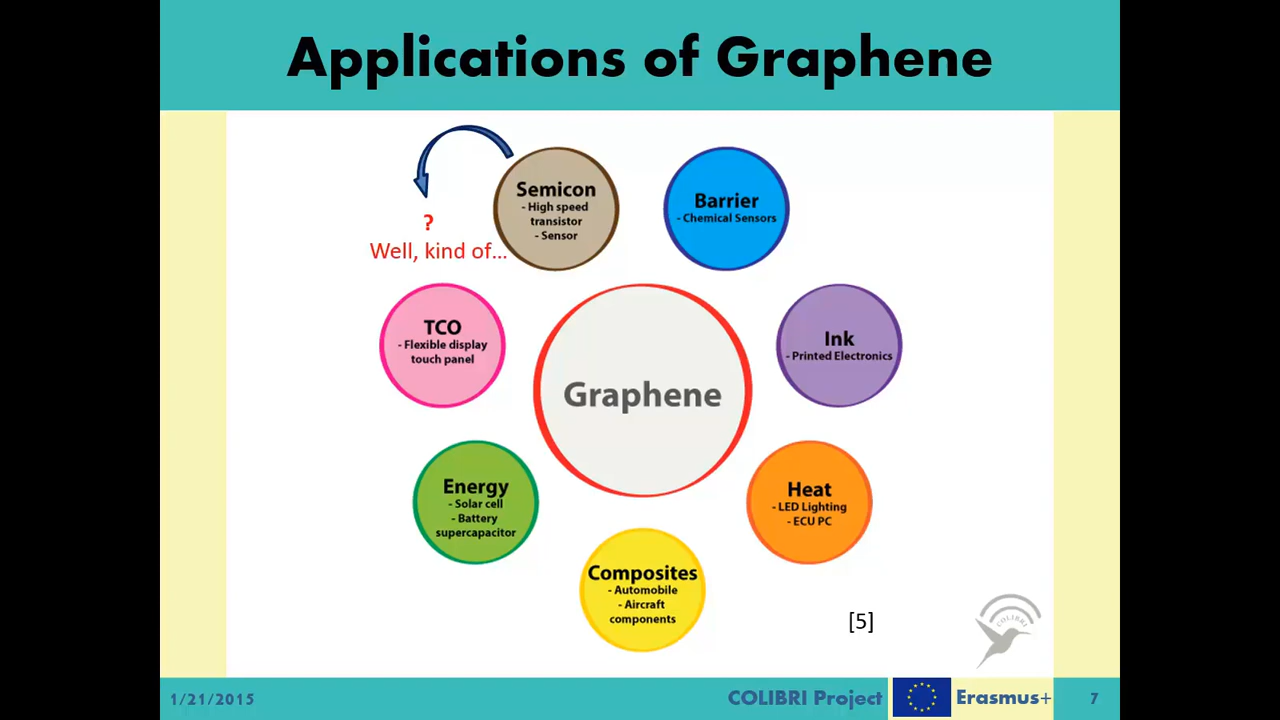 Applications of Graphene
Semicon
- High speed
transistor
- Sensor
?
Well, kind of...
Barrier
- Chemical Sensors
TCO
- Flexible display
touch panel
Graphene
Ink
- Printed Electronics
Energy
- Solar cell
- Battery
supercapacitor
Heat
- LED Lighting
- ECU PC
Composites
- Automobile
- Aircraft
components
[5]
COLIBRI
1/21/2015
COLIBRI Project
Erasmus+
7